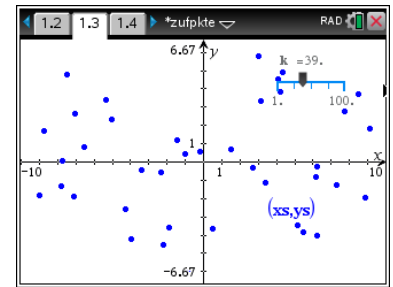 1.2 1.3 1.4 *zufpkte RAD
6.67 y
k =39.
1. 100.
1
x
-10 1 10
(xs,ys)
-6.67